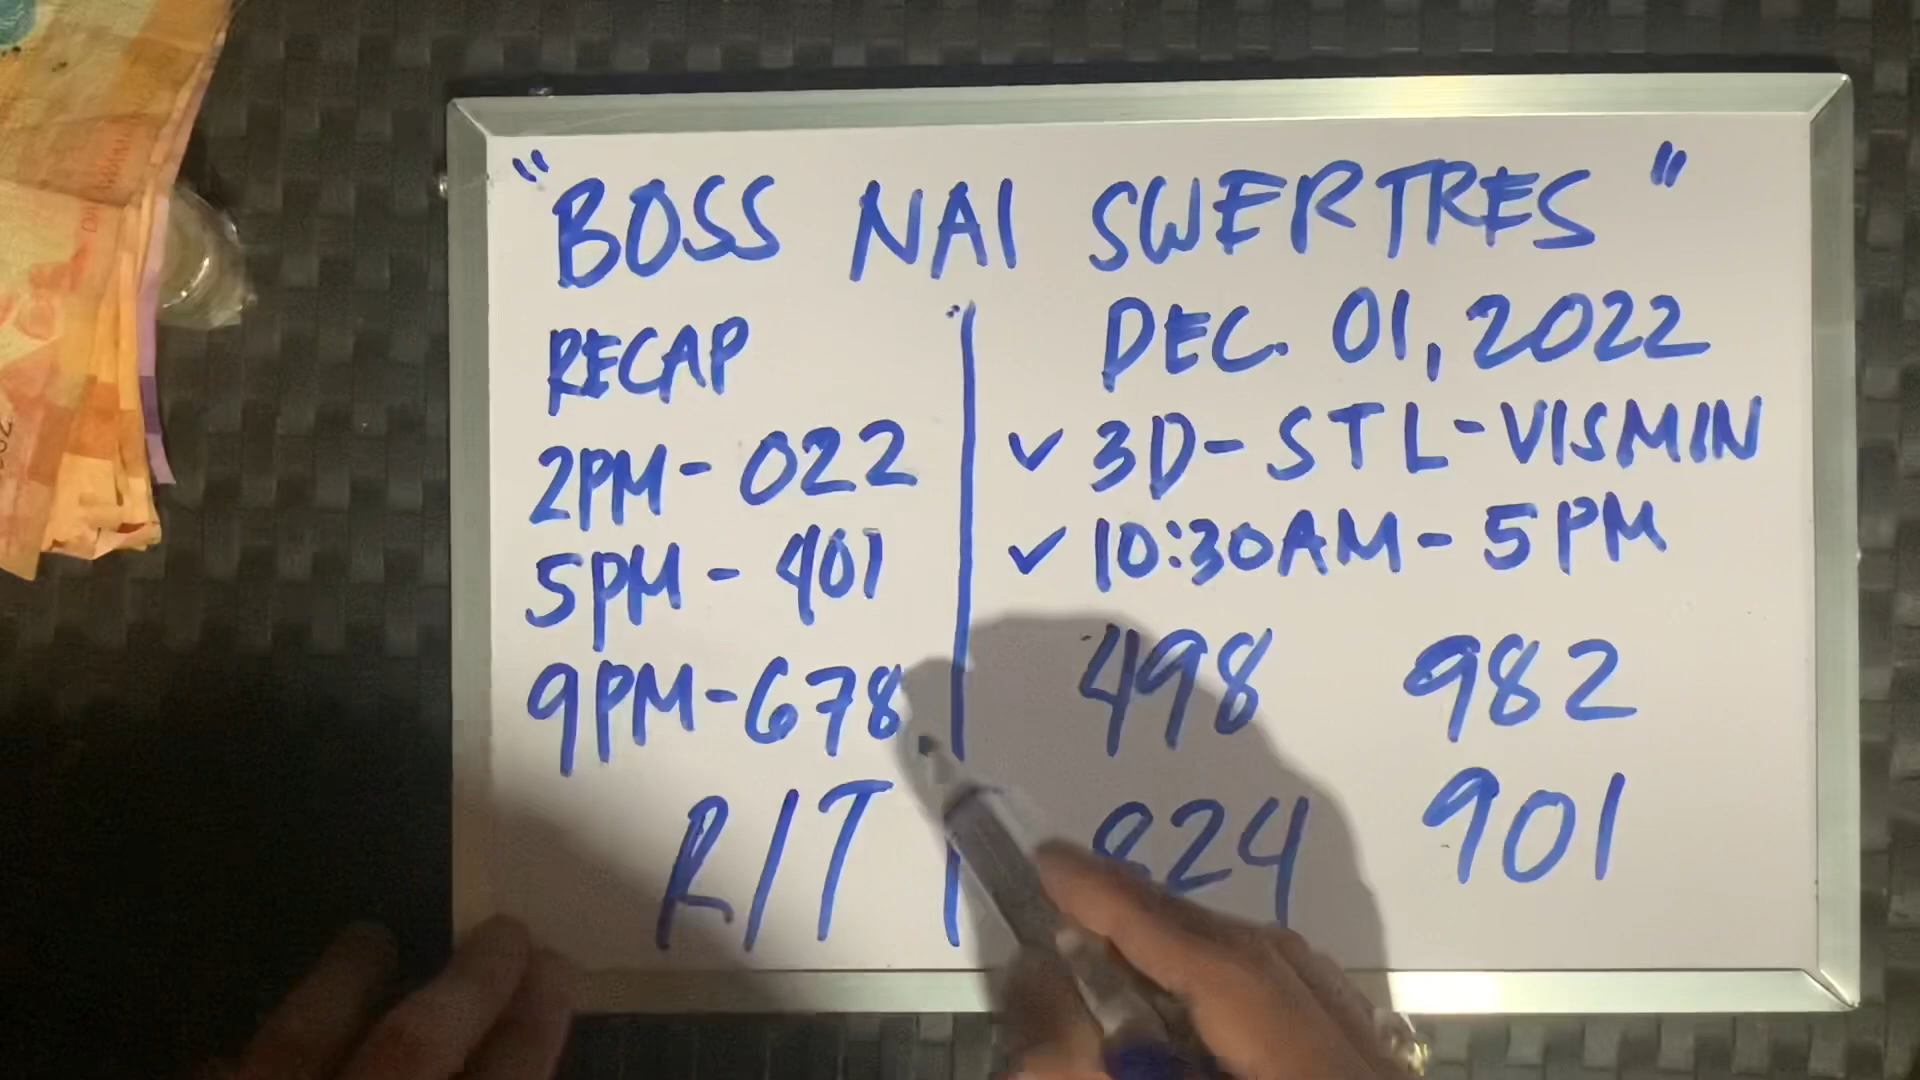 "BOSS NAI SWERTRES"
RECAP
2PM - 022
5PM - 401
9PM - 678
R/T
DEC. 01, 2022
✓ 3D - STL - VISMIN
✓ 10:30AM - 5PM
498 982
824 901